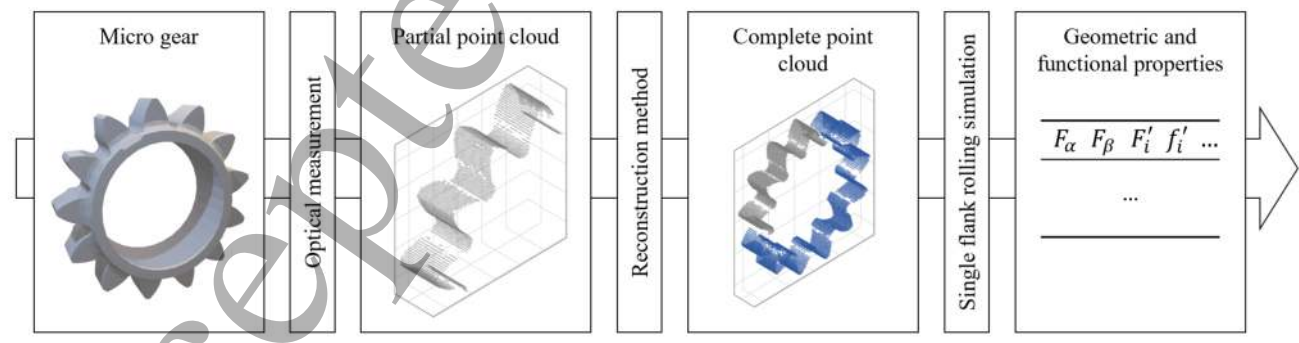 Micro gear
Optical measurement
Partial point cloud
Reconstruction method
Complete point
cloud
Single flank rolling simulation
Geometric and
functional properties
Fα Fβ F′i f′i ...
...